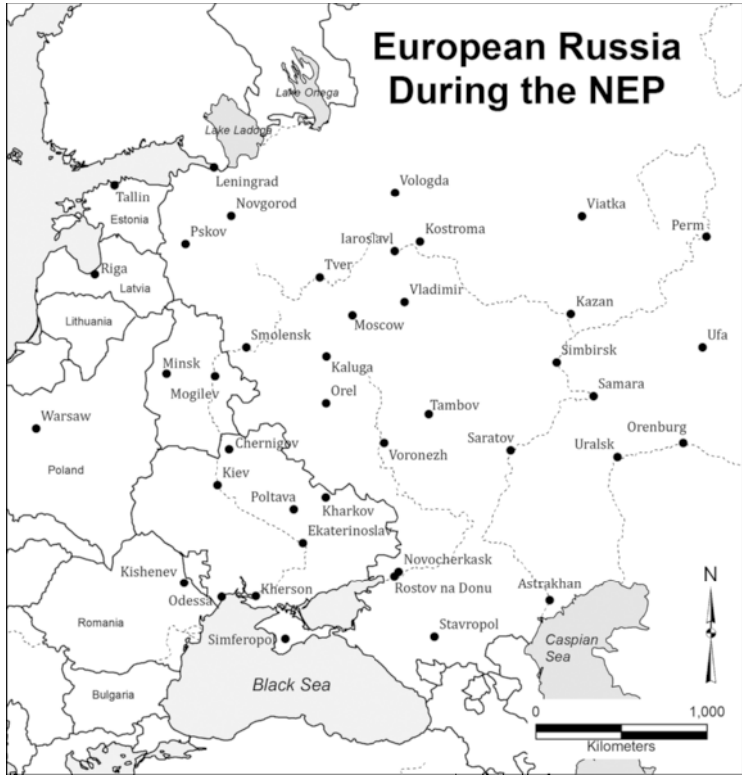 European Russia
During the NEP
Lake Onega
Lake Ladoga
Leningrad
Tallin
Estonia
Novgorod
Pskov
Vologda
Viatka
Iaroslavl
Kostroma
Perm
Riga
Latvia
Tver
Vladimir
Kazan
Lithuania
Moscow
Smolensk
Ufa
Simbirsk
Minsk
Kaluga
Mogilev
Orel
Samara
Tambov
Warsaw
Chernigov
Voronezh
Saratov
Uralsk
Orenburg
Poland
Kiev
Poltava
Kharkov
Ekaterinoslav
Kishenev
Novocherkask
Odessa
Kherson
Rostov na Donu
Astrakhan
N
Romania
Simferopol
Stavropol
Caspian
Sea
Black Sea
Bulgaria
0 1,000
Kilometers